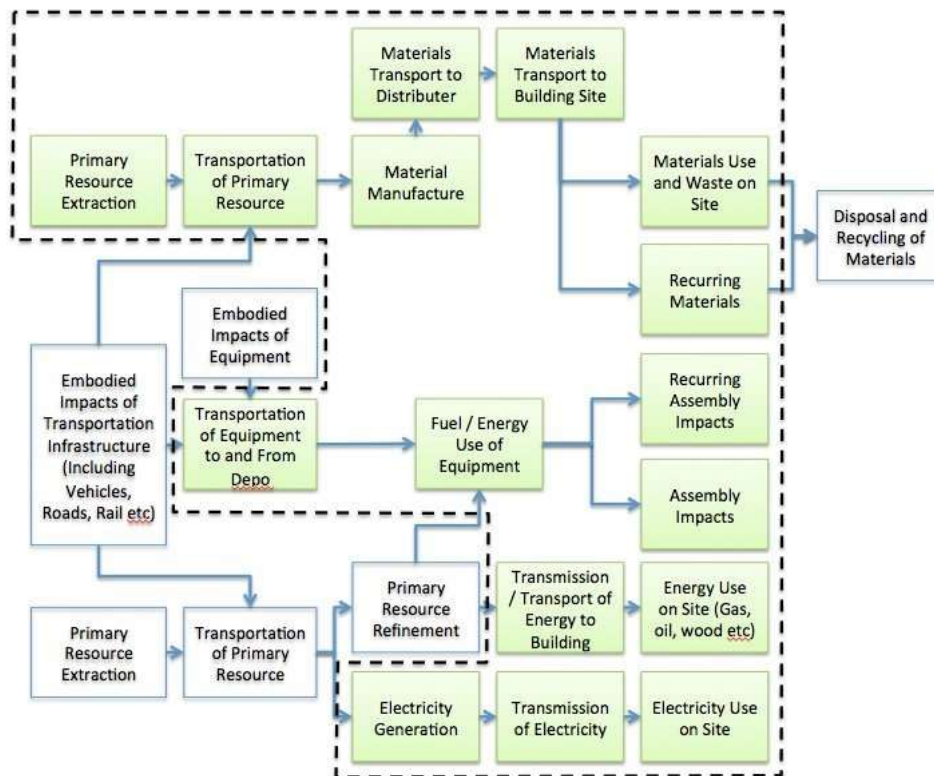 Materials
Transport to
Distributer
Materials
Transport to
Building Site
Primary
Resource
Extraction
Transportation
of Primary
Resource
Material
Manufacture
Materials Use
and Waste on
Site
Disposal and
Recycling of
Materials
Recurring
Materials
Embodied
Impacts of
Equipment
Embodied
Impacts of
Transportation
Infrastructure
(Including
Vehicles,
Roads, Rail etc)
Transportation
of Equipment
to and From
Depo
Fuel / Energy
Use of
Equipment
Recurring
Assembly
Impacts
Assembly
Impacts
Primary
Resource
Extraction
Transportation
of Primary
Resource
Primary
Resource
Refinement
Transmission
/ Transport of
Energy to
Building
Energy Use
on Site (Gas,
oil, wood etc)
Electricity
Generation
Transmission
of Electricity
Electricity Use
on Site